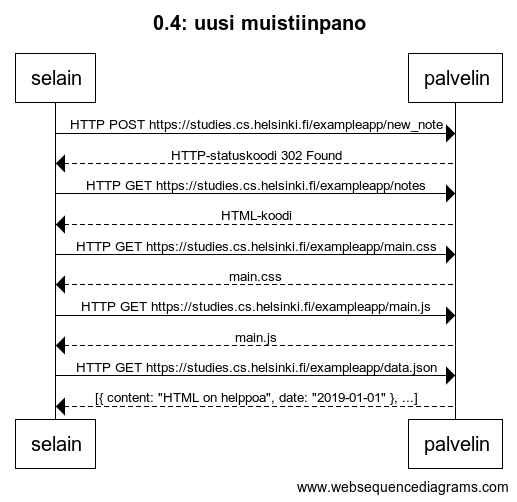 0.4: uusi muistiinpano
selain palvelin
HTTP POST https://studies.cs.helsinki.fi/exampleapp/new_note
HTTP-statuskoodi 302 Found
HTTP GET https://studies.cs.helsinki.fi/exampleapp/notes
HTML-koodi
HTTP GET https://studies.cs.helsinki.fi/exampleapp/main.css
main.css
HTTP GET https://studies.cs.helsinki.fi/exampleapp/main.js
main.js
HTTP GET https://studies.cs.helsinki.fi/exampleapp/data.json
[{ content: "HTML on helppoa", date: "2019-01-01" }, ...]
selain palvelin
www.websequencediagrams.com